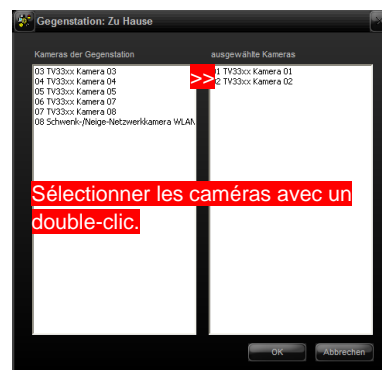 Gegenstation: Zu Hause
Kameras der Gegenstation
ausgewählte Kameras
03 TV33xx Kamera 03
04 TV33xx Kamera 04
05 TV33xx Kamera 05
06 TV33xx Kamera 07
07 TV33xx Kamera 08
08 Schwenk-/Neige-Netzwerkkamera WLAN
>>
TV33xx Kamera 01
TV33xx Kamera 02
Sélectionner les caméras avec un
double-clic.
OK
Abbrechen